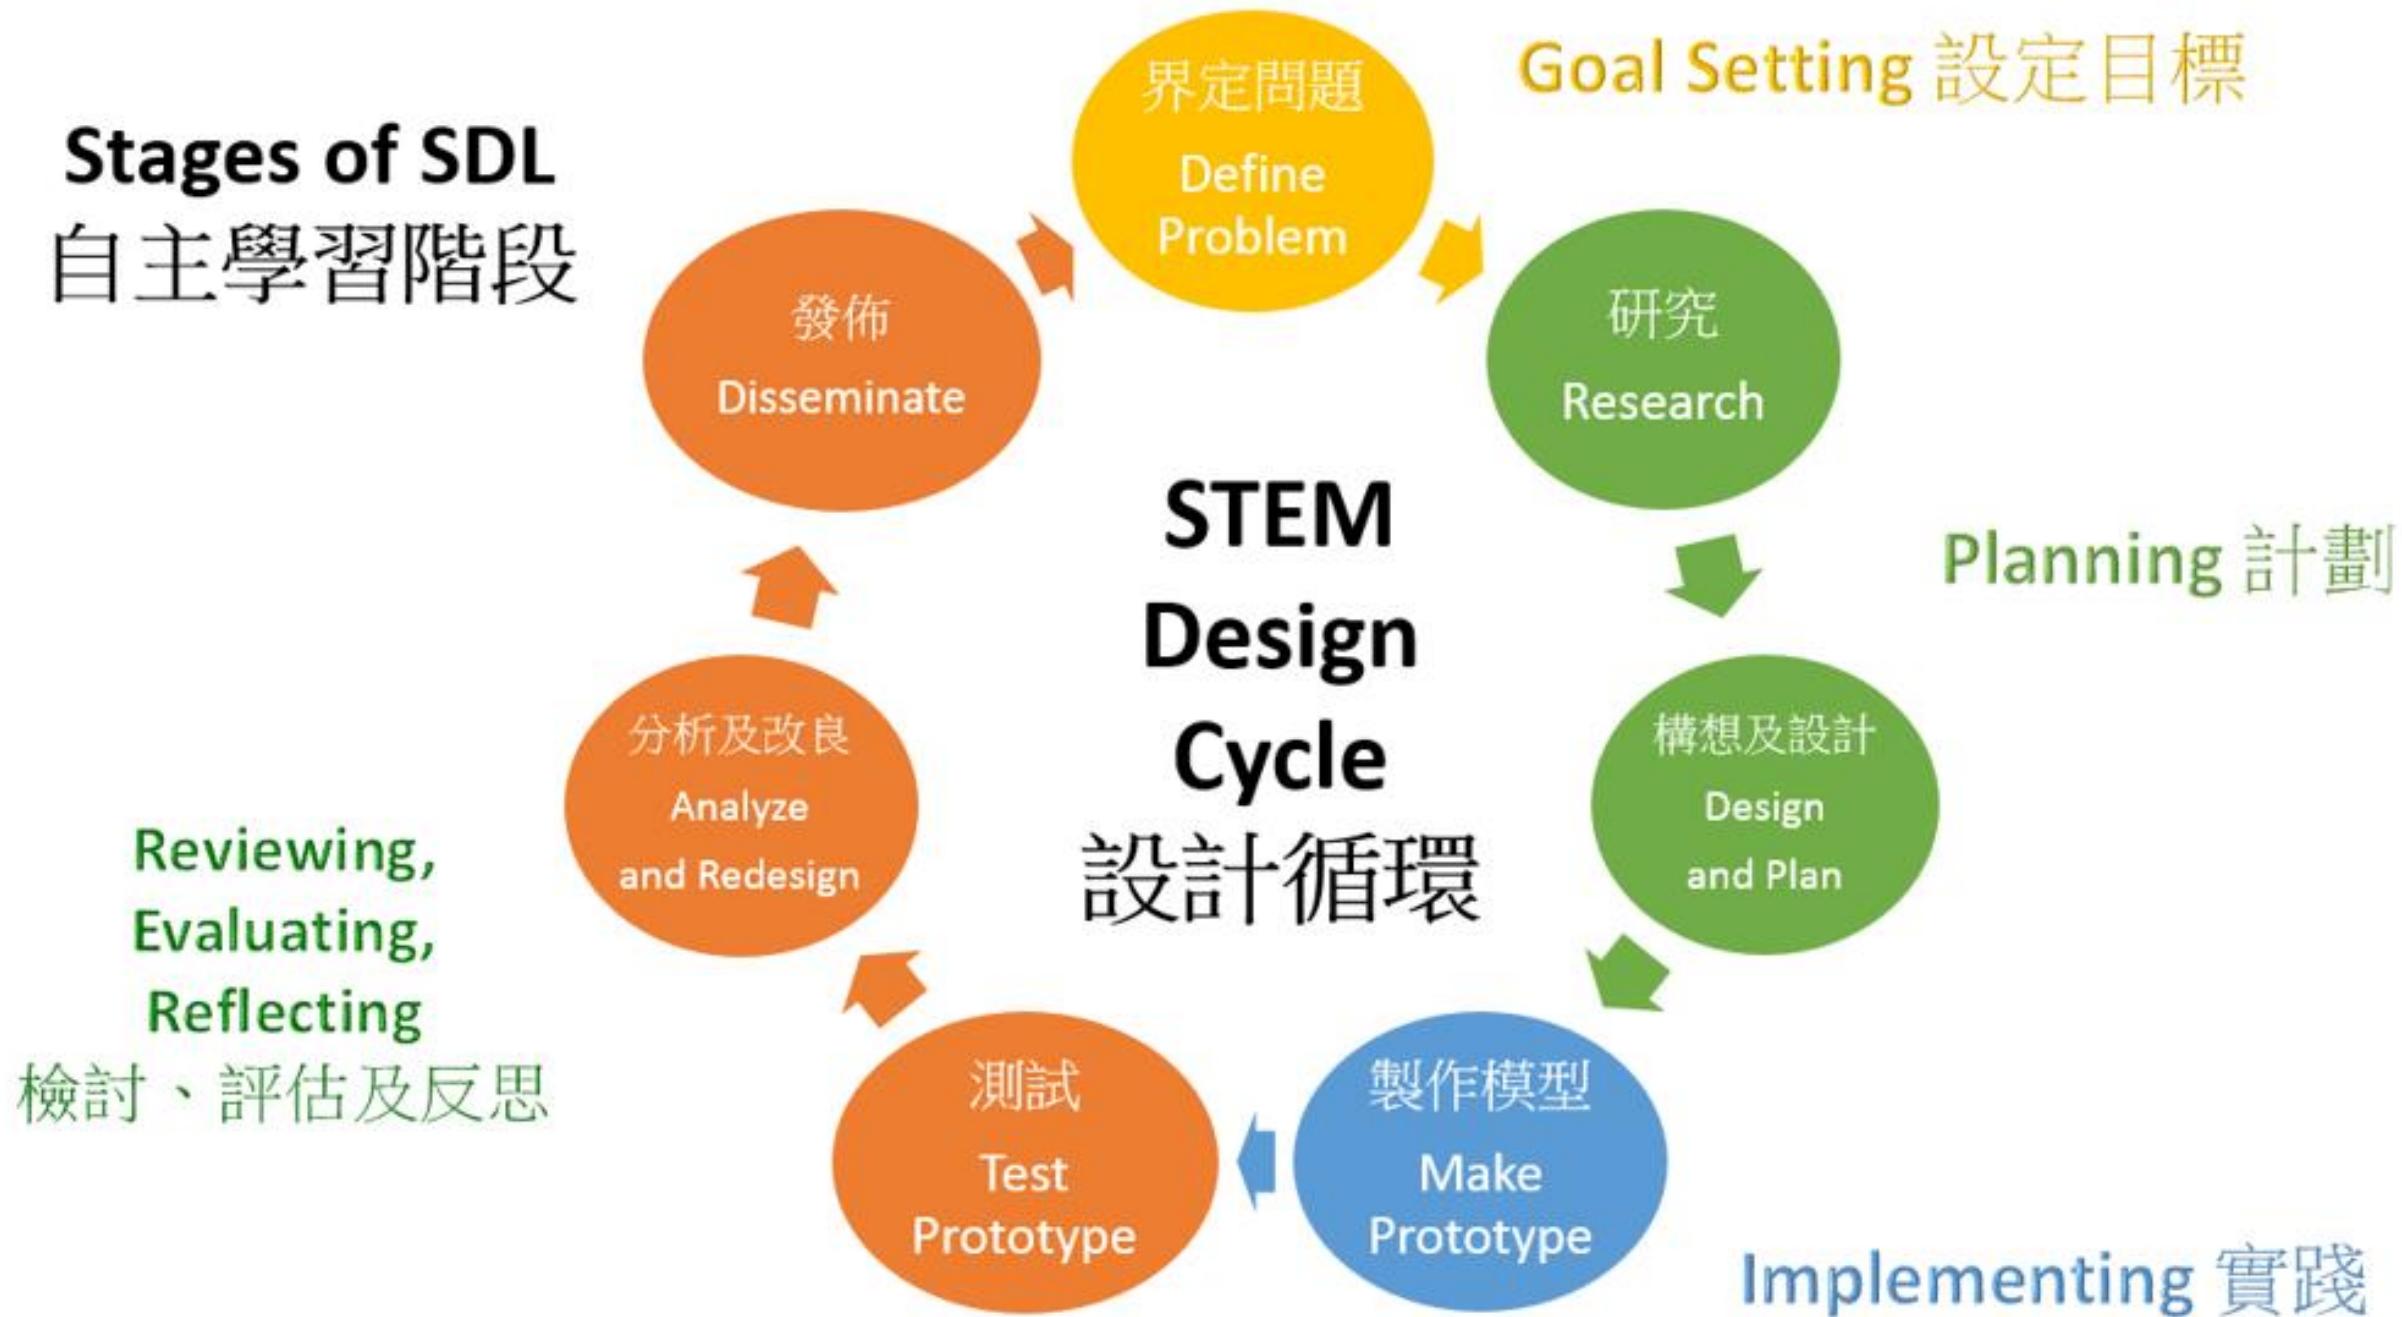 Stages of SDL
自主學習階段
Goal Setting 設定目標
界定問題
Define
Problem
研究
Research
Planning 計劃
構想及設計
Design
and Plan
製作模型
Make
Prototype
Implementing 實踐
測試
Test
Prototype
分析及改良
Analyze
and Redesign
Reviewing,
Evaluating,
Reflecting
檢討、評估及反思
發佈
Disseminate
STEM
Design
Cycle
設計循環